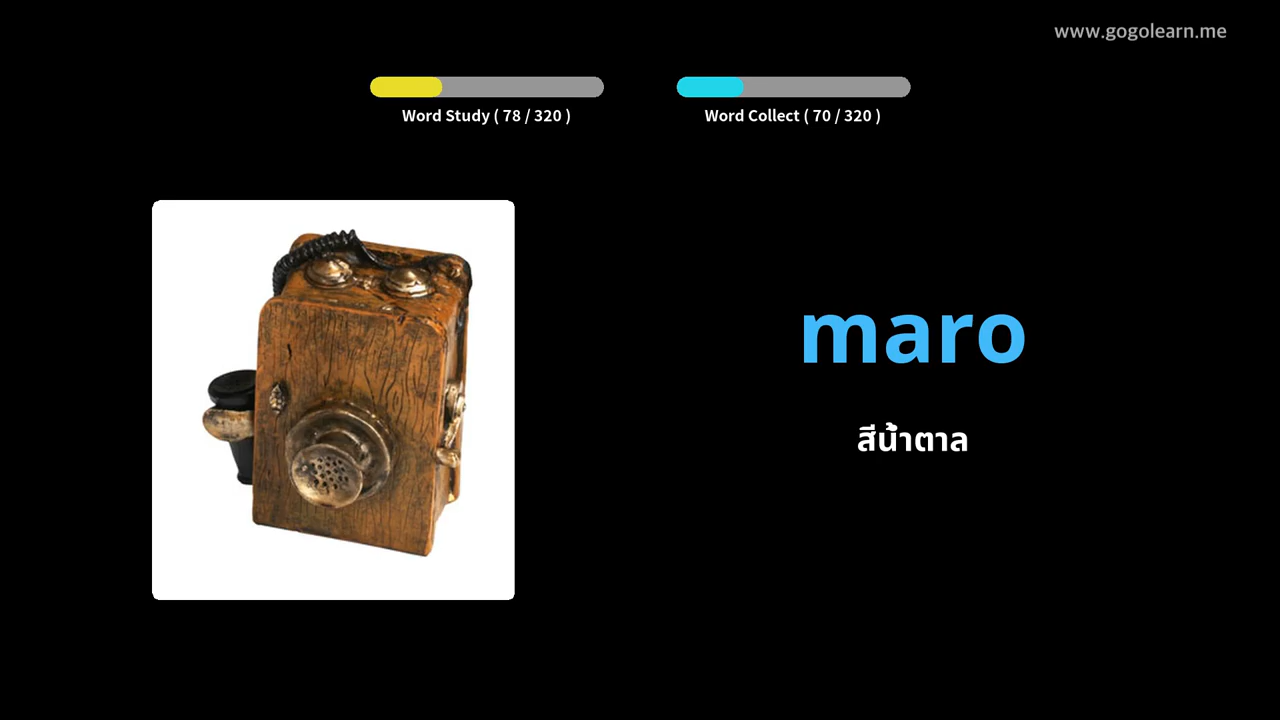 www.gogolearn.me
Word Study ( 78 / 320 )
Word Collect ( 70 / 320 )
maro
สีน้ำตาล